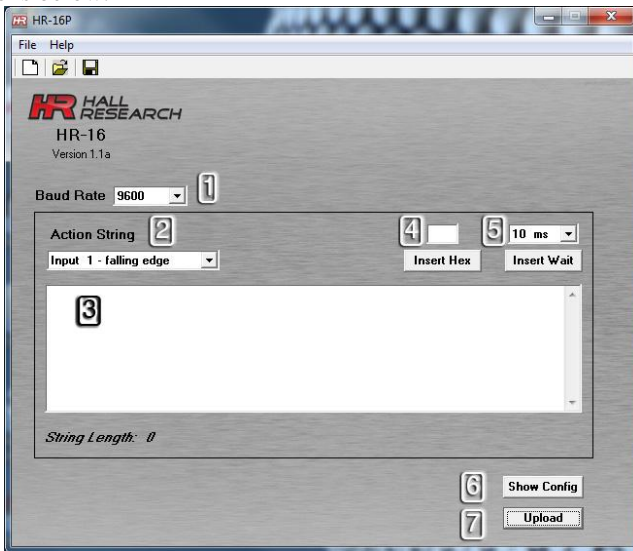 HR HR-16P
File Help
HR HALL RESEARCH
HR-16
Version 1.1a
Baud Rate 9600 1
Action String 2 4 5 10 ms
Input 1 - falling edge Insert Hex Insert Wait
3
String Length: 0
6 Show Config
7 Upload